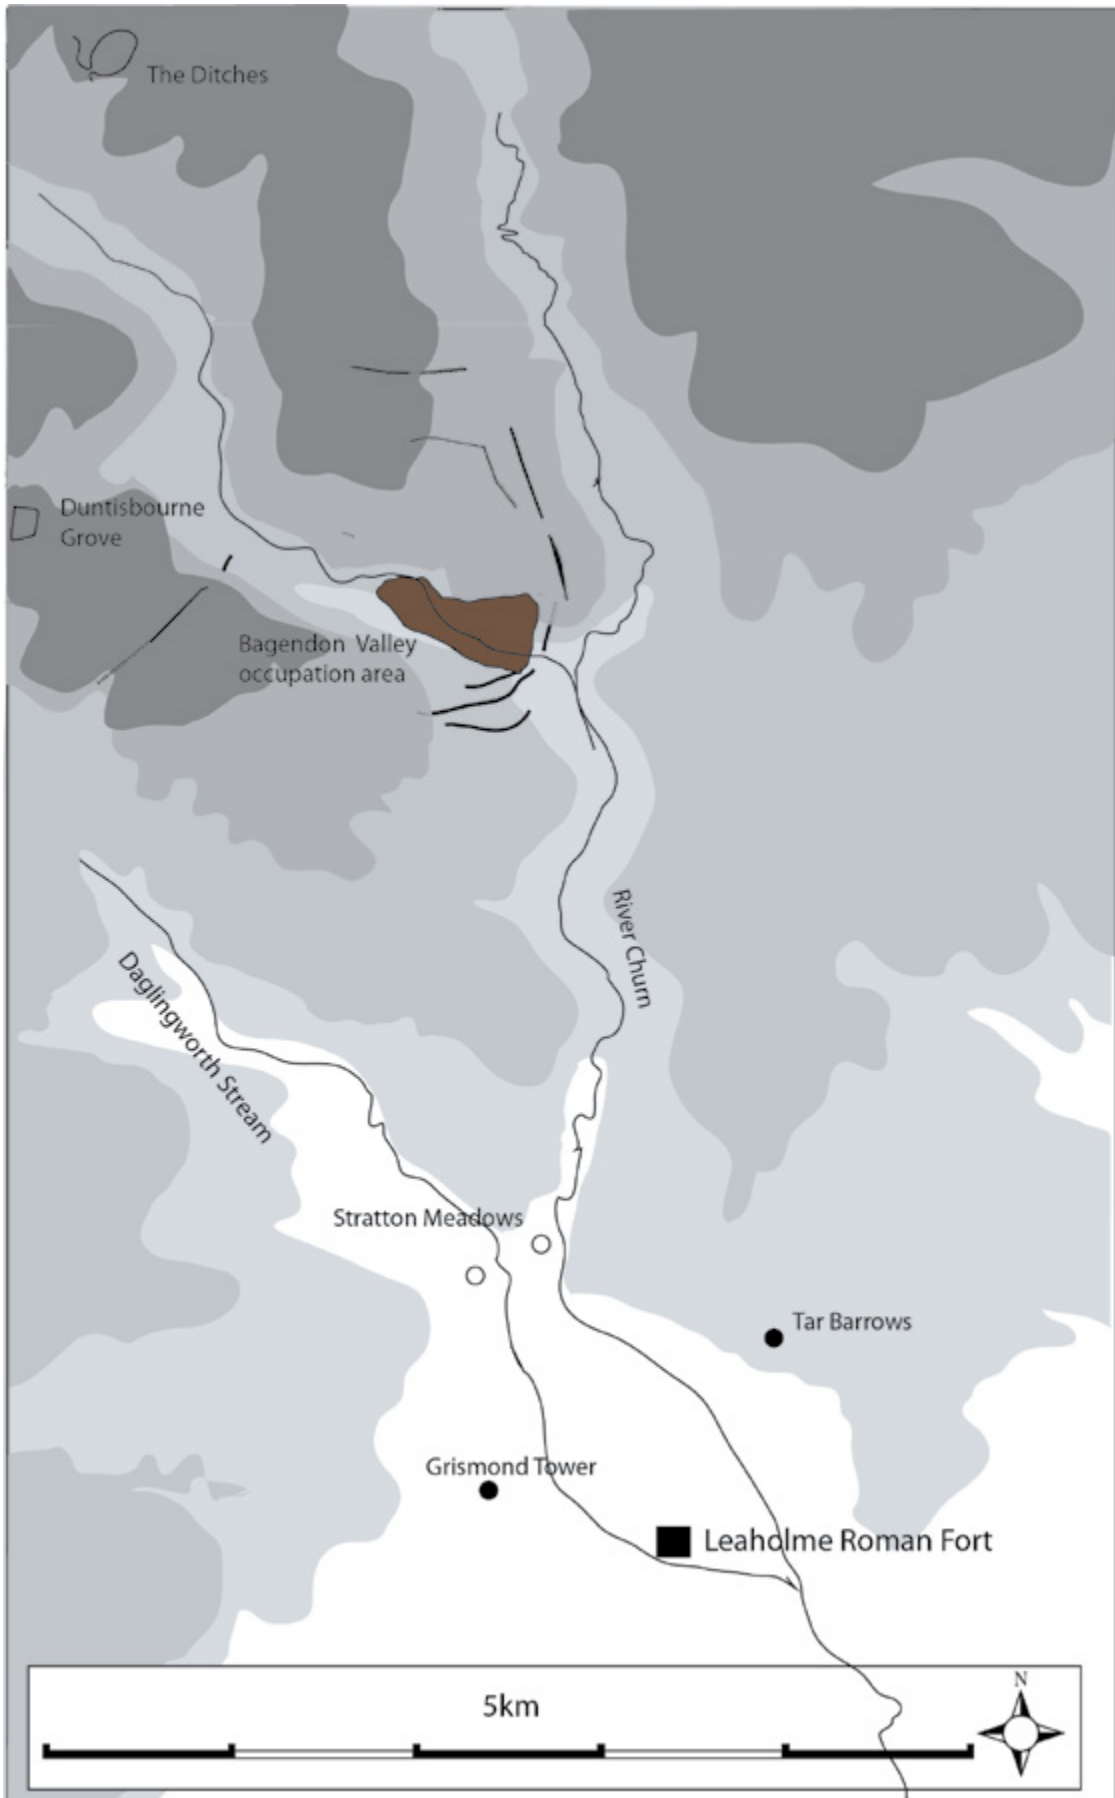 The Ditches
Duntisbourne
Grove
Bagendon Valley
occupation area
River Churn
Daglingworth Stream
Stratton Meadows
Tar Barrows
Grismond Tower
Leaholme Roman Fort
5km
N